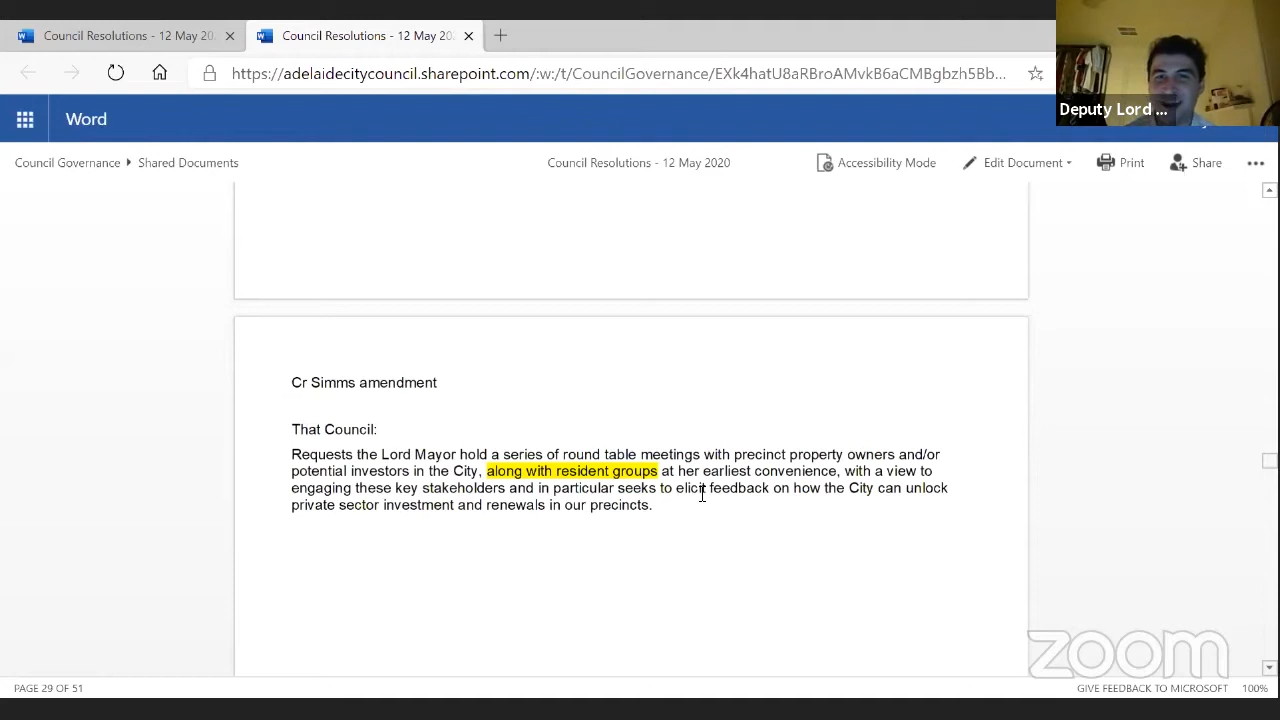 Council Resolutions - 12 May 20
Council Resolutions - 12 May 202
https://adelaidecitycouncil.sharepoint.com/:w:/t/CouncilGovernance/EXk4hatU8aRBroAMvkB6aCMBgbzh5Bb...
Deputy Lord ...
Word
Council Governance Shared Documents
Council Resolutions - 12 May 2020
Accessibility Mode
Edit Document
Print
Share
Cr Simms amendment
That Council:
Requests the Lord Mayor hold a series of round table meetings with precinct property owners and/or
potential investors in the City, along with resident groups at her earliest convenience, with a view to
engaging these key stakeholders and in particular seeks to elicit feedback on how the City can unlock
private sector investment and renewals in our precincts.
zoom
PAGE 29 OF 51
GIVE FEEDBACK TO MICROSOFT
100%